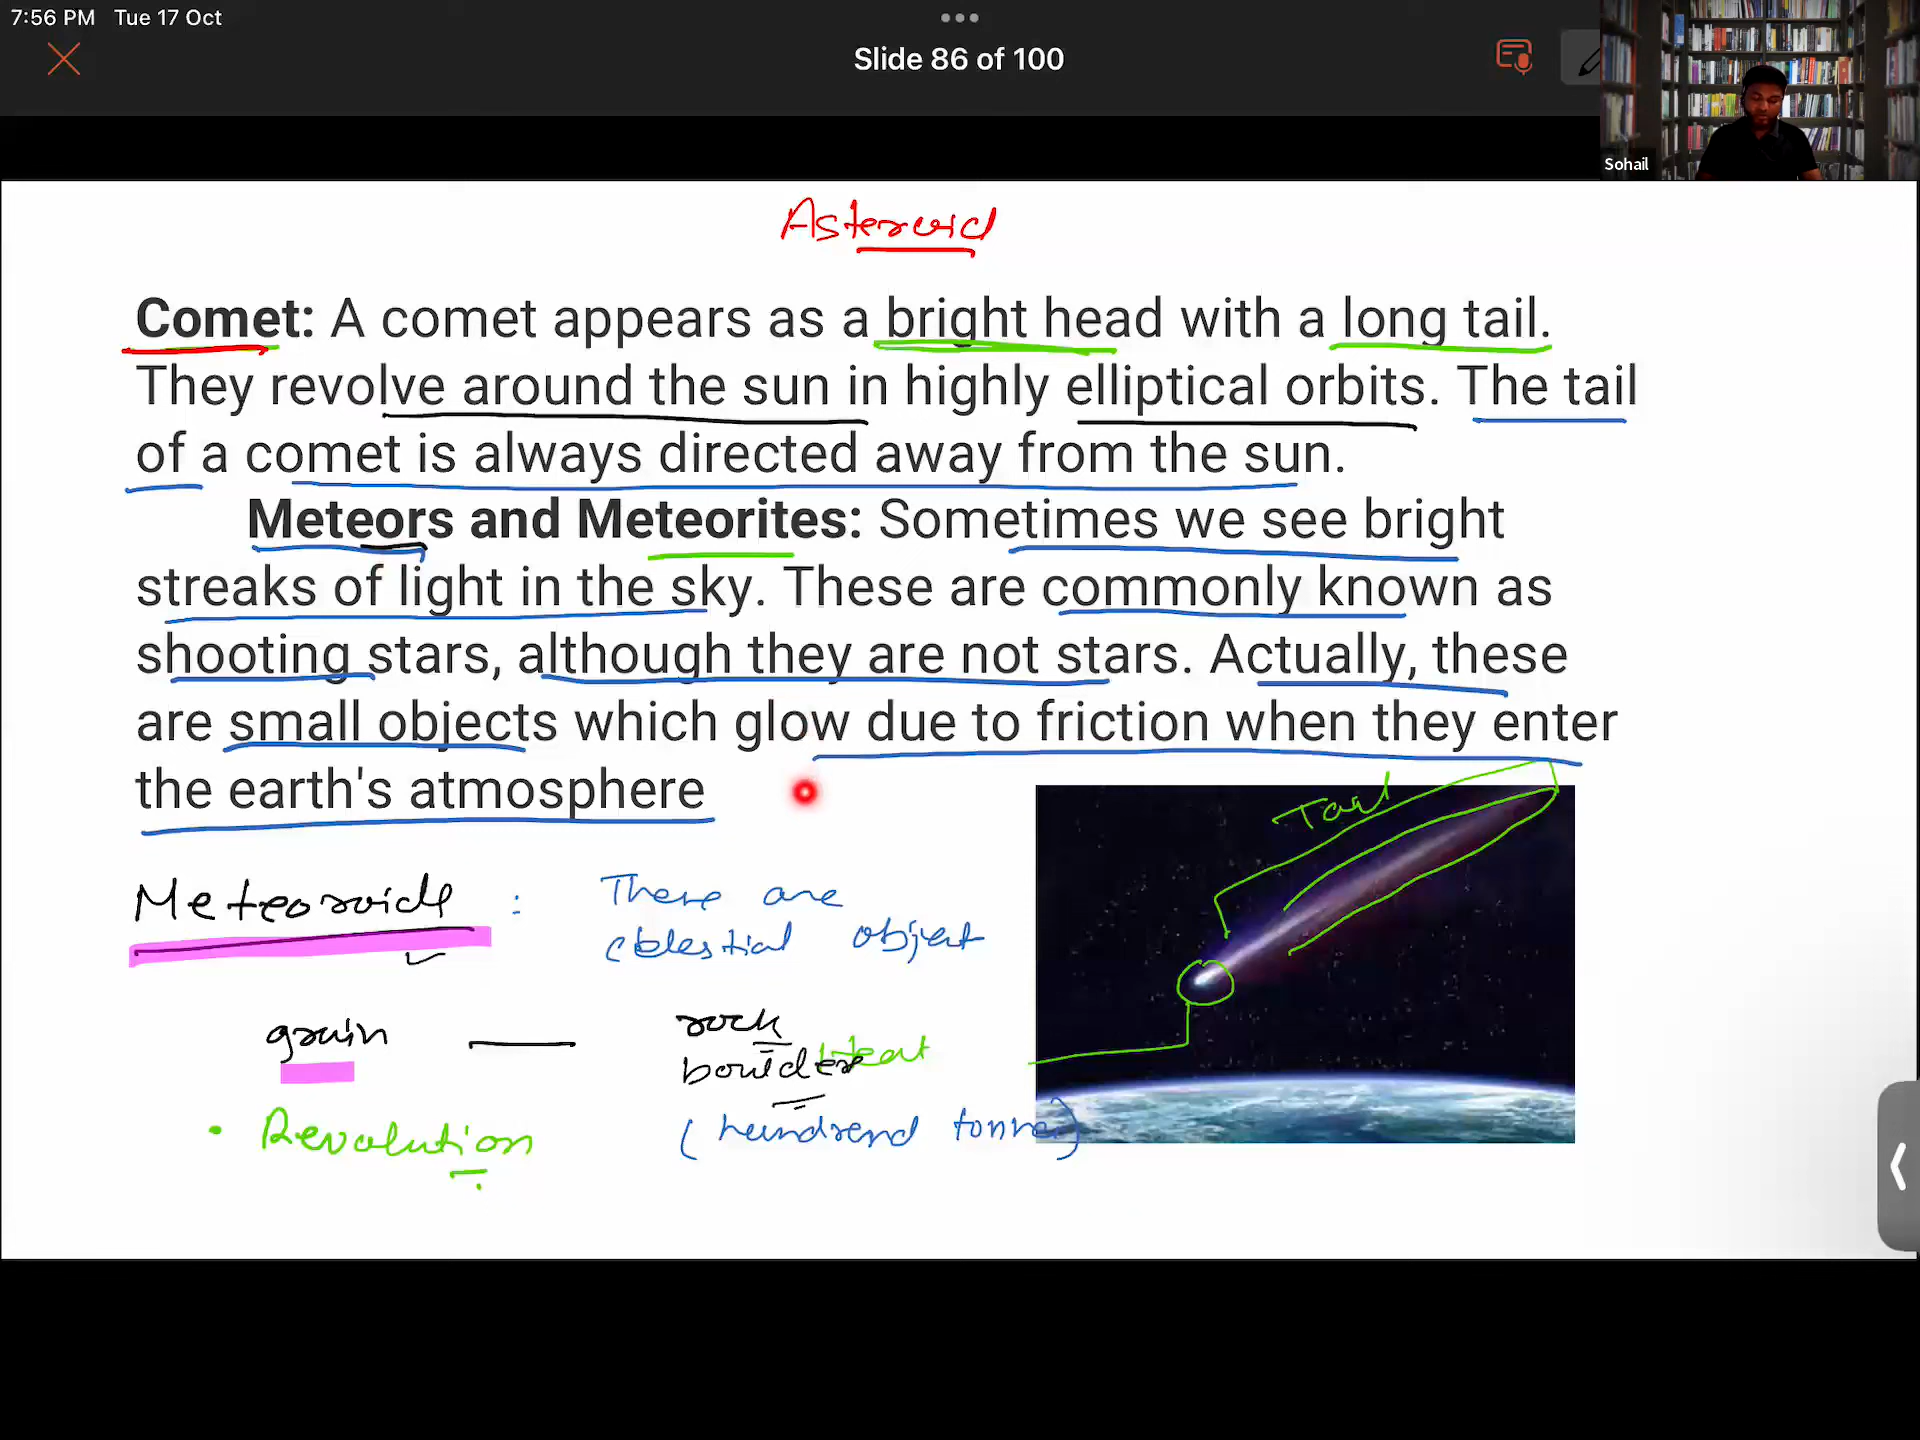 7:56 PM Tue 17 Oct
Slide 86 of 100
Sohail
Asteroid
Comet: A comet appears as a bright head with a long tail.
They revolve around the sun in highly elliptical orbits. The tail
of a comet is always directed away from the sun.
Meteors and Meteorites: Sometimes we see bright
streaks of light in the sky. These are commonly known as
shooting stars, although they are not stars. Actually, these
are small objects which glow due to friction when they enter
the earth's atmosphere
Tail
Meteoroids : There are
celestial object
grain — rock
boulder
Heat
• Revolution (hundrend tonne)